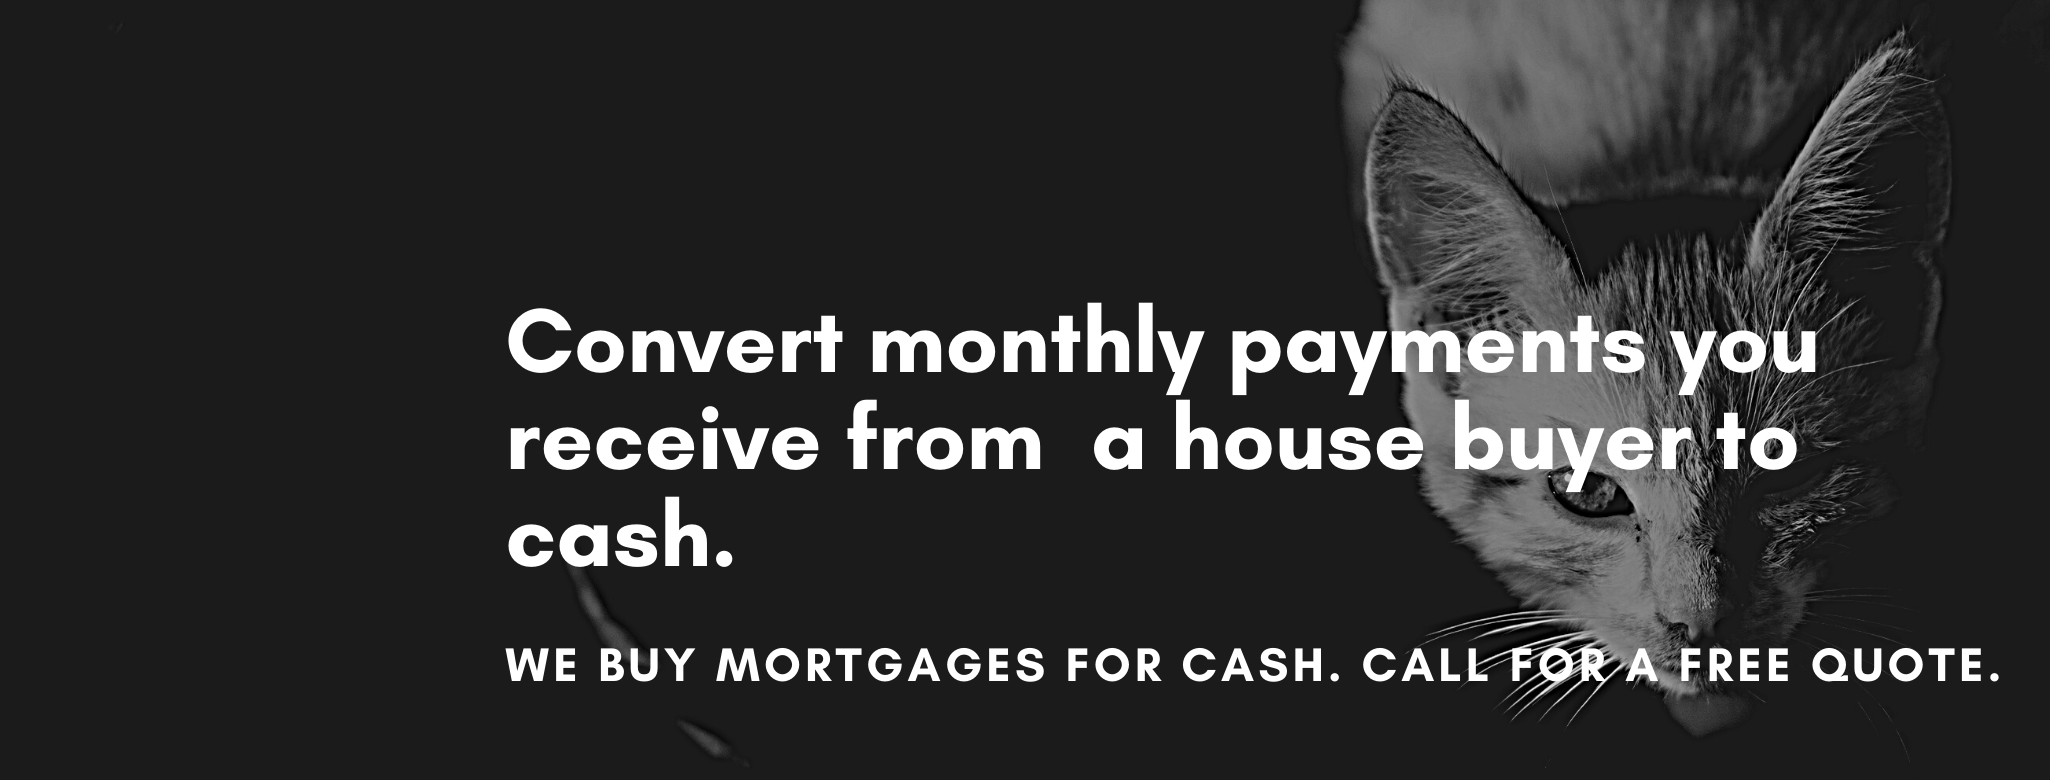 Convert monthly payments you
receive from  a house buyer to
cash.
WE BUY MORTGAGES FOR CASH. CALL FOR A FREE QUOTE.